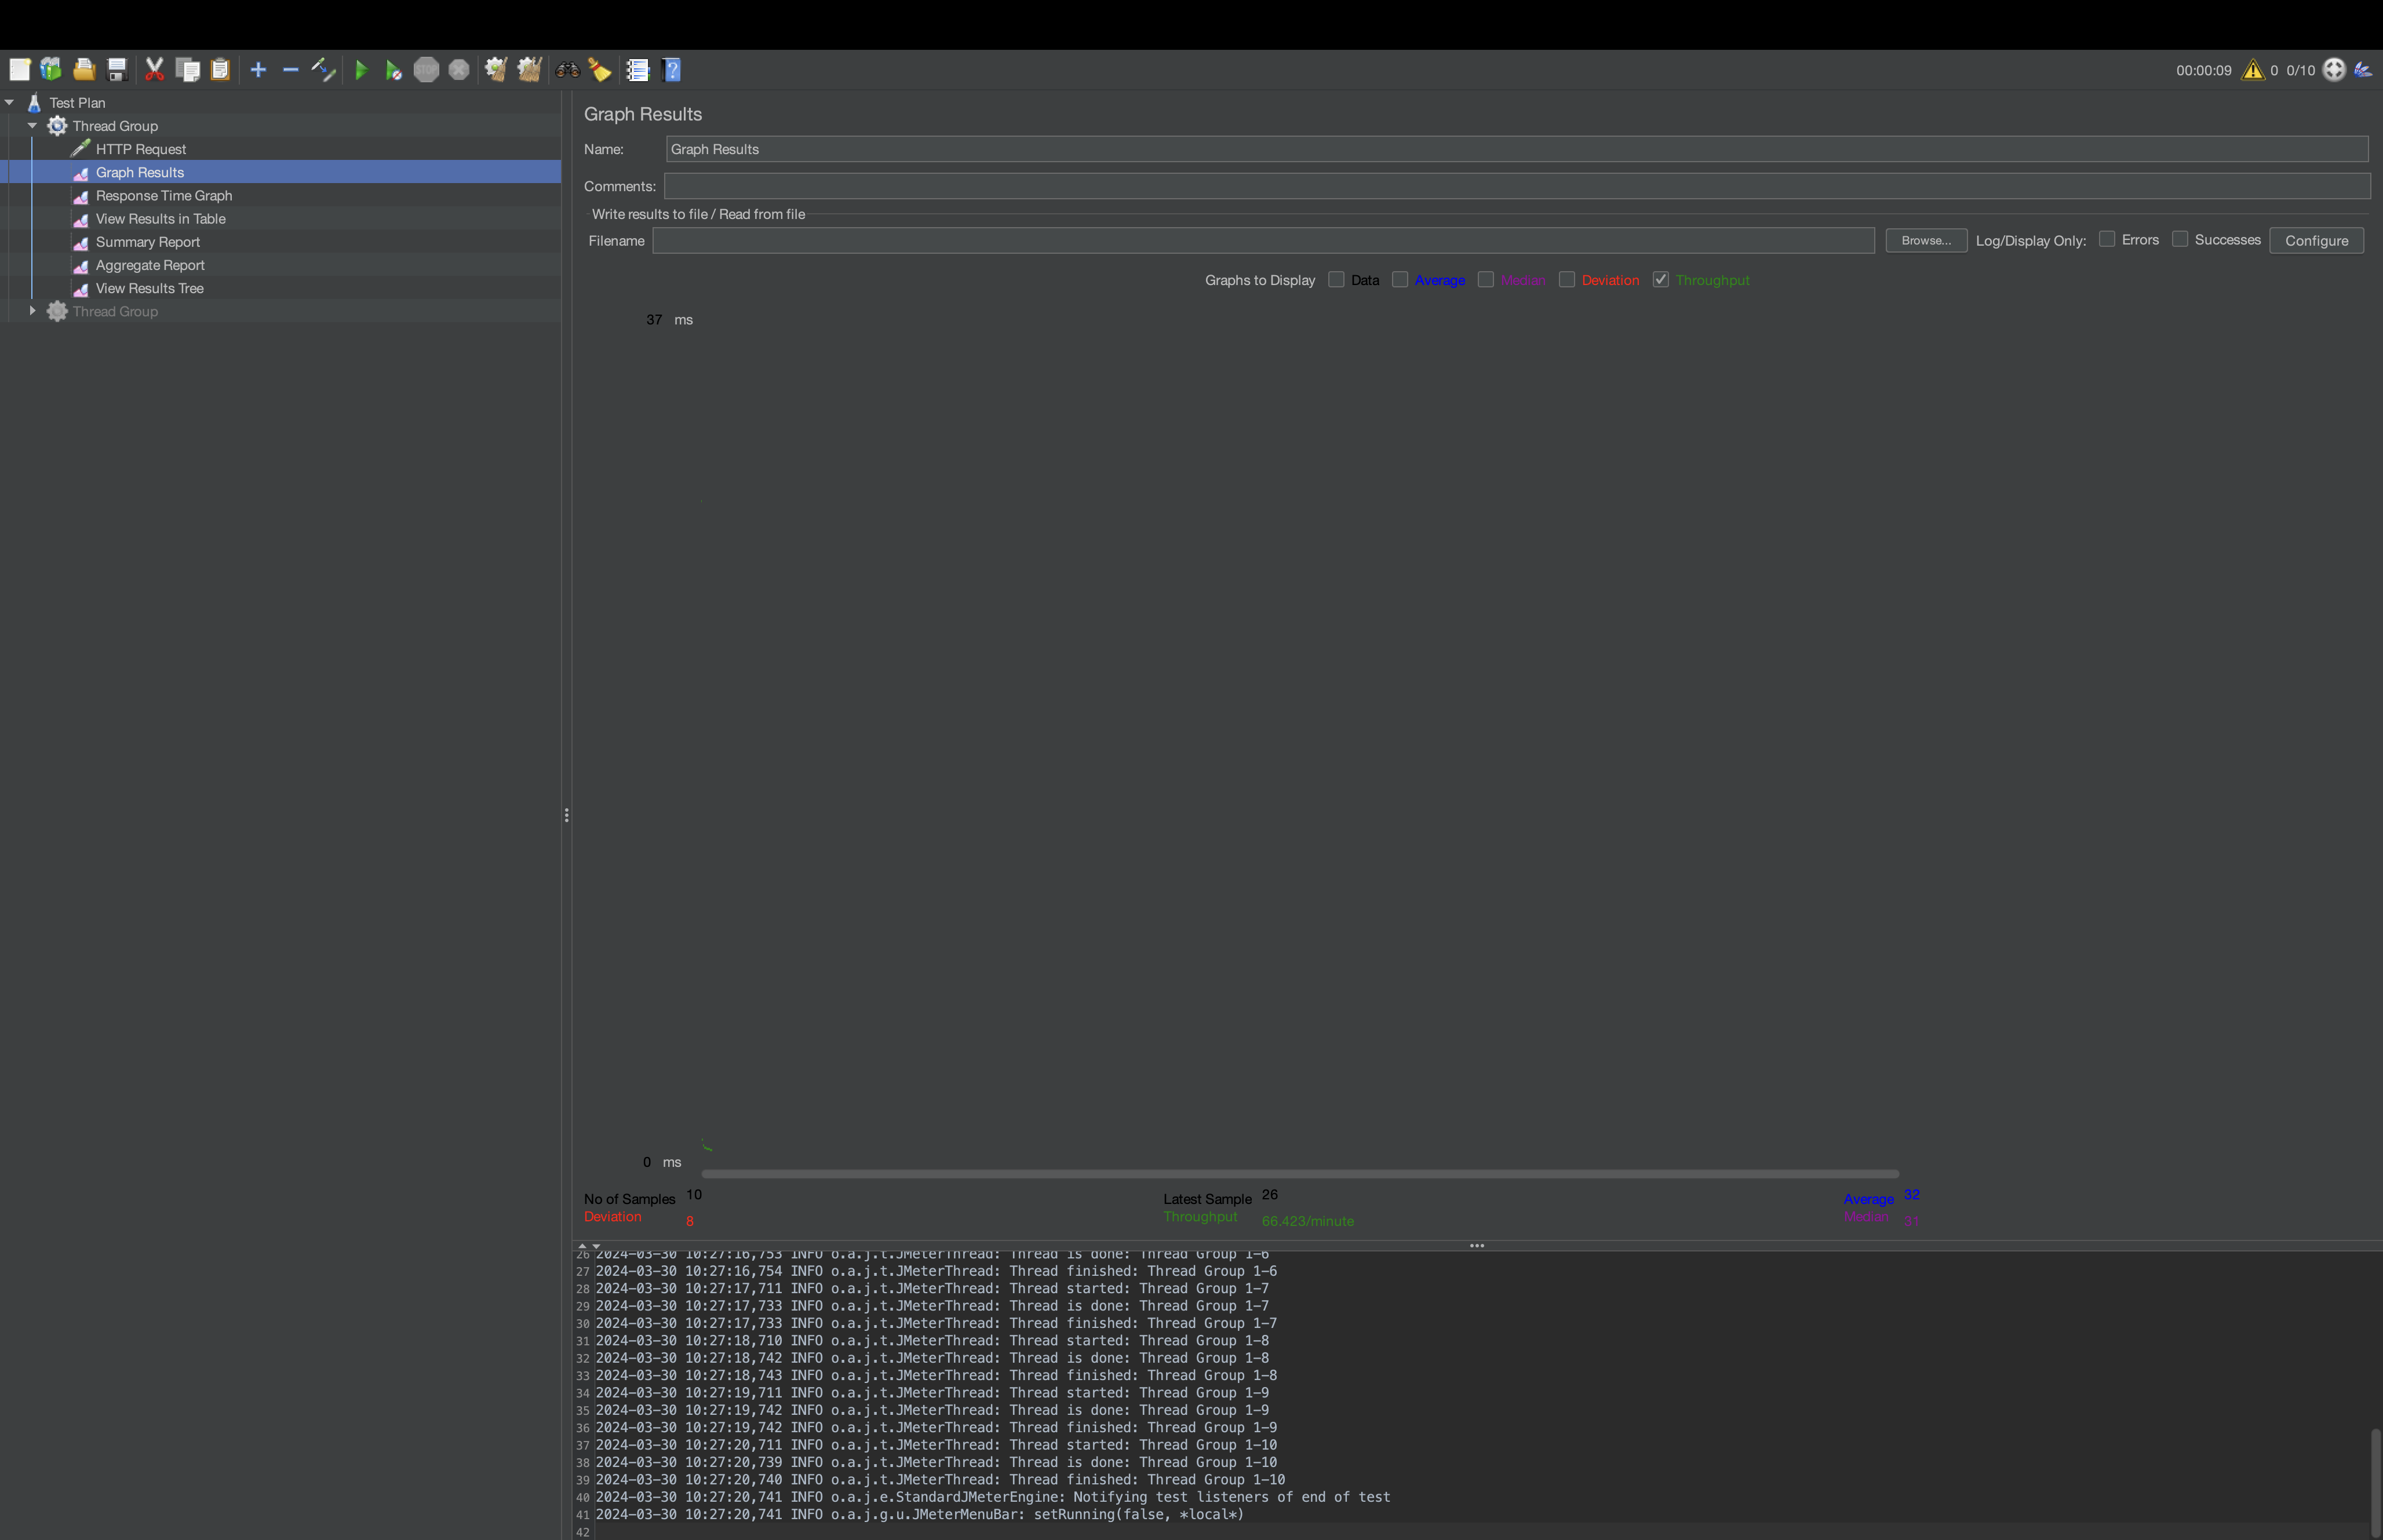 STOP
00:00:09 0 0/10
Test Plan
Thread Group
HTTP Request
Graph Results
Response Time Graph
View Results in Table
Summary Report
Aggregate Report
View Results Tree
Thread Group
Graph Results
Name: Graph Results
Comments:
Write results to file / Read from file
Filename Browse... Log/Display Only: Errors Successes Configure
Graphs to Display Data Average Median Deviation Throughput
37 ms
0 ms
No of Samples 10 Latest Sample 26 Average 32
Deviation 8 Throughput 66.423/minute Median 31
26 2024-03-30 10:27:16,753 INFO o.a.j.t.JMeterThread: Thread is done: Thread Group 1-6
27 2024-03-30 10:27:16,754 INFO o.a.j.t.JMeterThread: Thread finished: Thread Group 1-6
28 2024-03-30 10:27:17,711 INFO o.a.j.t.JMeterThread: Thread started: Thread Group 1-7
29 2024-03-30 10:27:17,733 INFO o.a.j.t.JMeterThread: Thread is done: Thread Group 1-7
30 2024-03-30 10:27:17,733 INFO o.a.j.t.JMeterThread: Thread finished: Thread Group 1-7
31 2024-03-30 10:27:18,710 INFO o.a.j.t.JMeterThread: Thread started: Thread Group 1-8
32 2024-03-30 10:27:18,742 INFO o.a.j.t.JMeterThread: Thread is done: Thread Group 1-8
33 2024-03-30 10:27:18,743 INFO o.a.j.t.JMeterThread: Thread finished: Thread Group 1-8
34 2024-03-30 10:27:19,711 INFO o.a.j.t.JMeterThread: Thread started: Thread Group 1-9
35 2024-03-30 10:27:19,742 INFO o.a.j.t.JMeterThread: Thread is done: Thread Group 1-9
36 2024-03-30 10:27:19,742 INFO o.a.j.t.JMeterThread: Thread finished: Thread Group 1-9
37 2024-03-30 10:27:20,711 INFO o.a.j.t.JMeterThread: Thread started: Thread Group 1-10
38 2024-03-30 10:27:20,739 INFO o.a.j.t.JMeterThread: Thread is done: Thread Group 1-10
39 2024-03-30 10:27:20,740 INFO o.a.j.t.JMeterThread: Thread finished: Thread Group 1-10
40 2024-03-30 10:27:20,741 INFO o.a.j.e.StandardJMeterEngine: Notifying test listeners of end of test
41 2024-03-30 10:27:20,741 INFO o.a.j.g.u.JMeterMenuBar: setRunning(false, *local*)
42